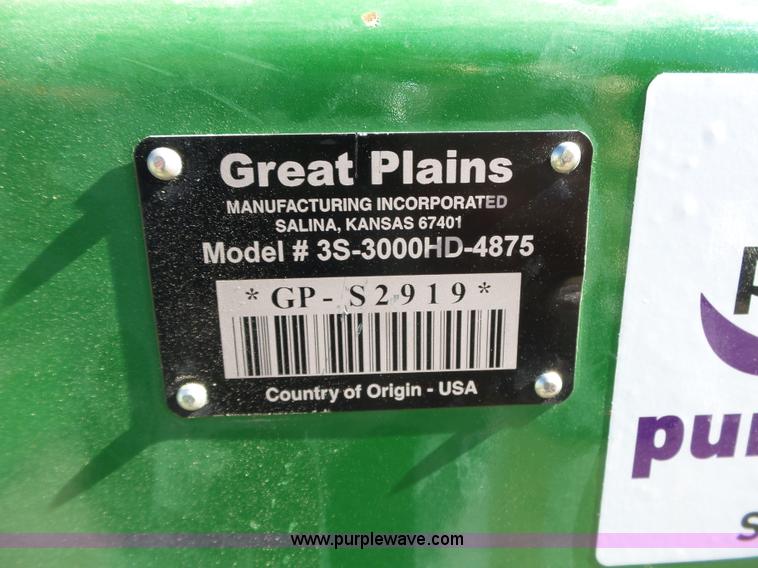 Great Plains
MANUFACTURING INCORPORATED
SALINA, KANSAS 67401
Model # 3S-3000HD-4875
*GP-S2919*
Country of Origin - USA
www.purplewave.com